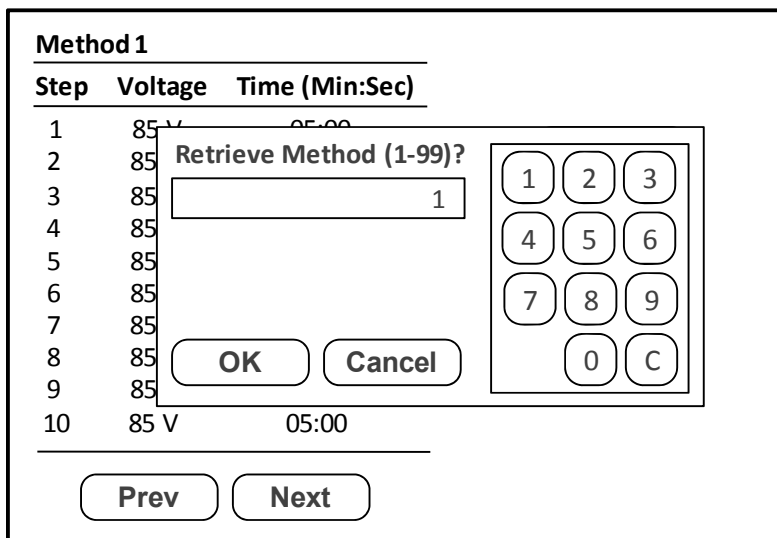 Method 1
Step Voltage Time (Min:Sec)
1 85 V 05:00
2 85
3 85
4 85
5 85
6 85
7 85
8 85
9 85
10 85 V 05:00
Retrieve Method (1-99)?
1
OK Cancel
1 2 3
4 5 6
7 8 9
0 C
Prev Next